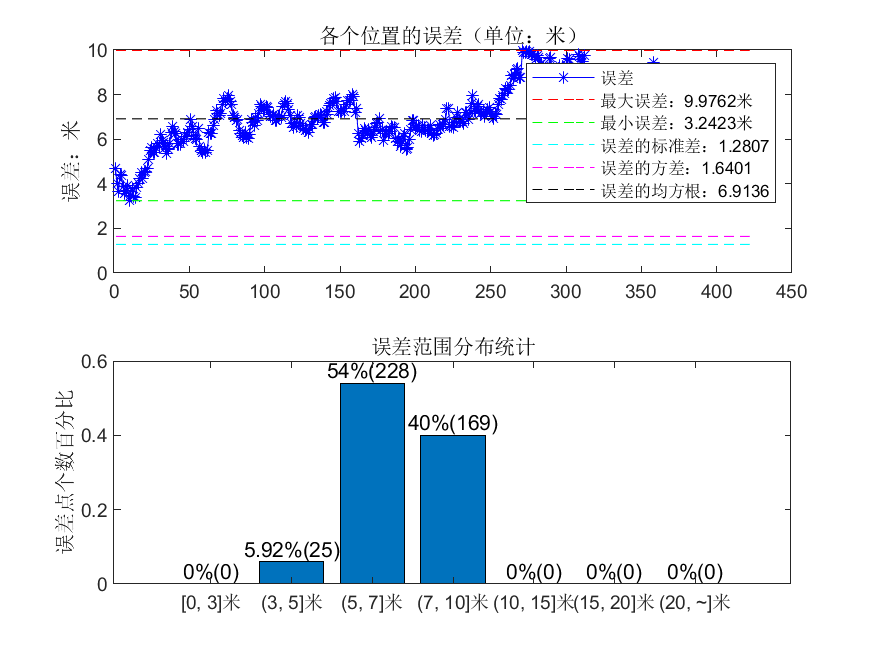 各个位置的误差（单位：米）
10
8
6
4
2
0
误差：米
误差
最大误差：9.9762米
最小误差：3.2423米
误差的标准差：1.2807
误差的方差：1.6401
误差的均方根：6.9136
0 50 100 150 200 250 300 350 400 450
误差范围分布统计
0.6
0.4
0.2
0
误差点个数百分比
0%(0) 5.92%(25) 54%(228) 40%(169) 0%(0) 0%(0) 0%(0)
[0, 3]米 (3, 5]米 (5, 7]米 (7, 10]米 (10, 15]米 (15, 20]米 (20, ~]米